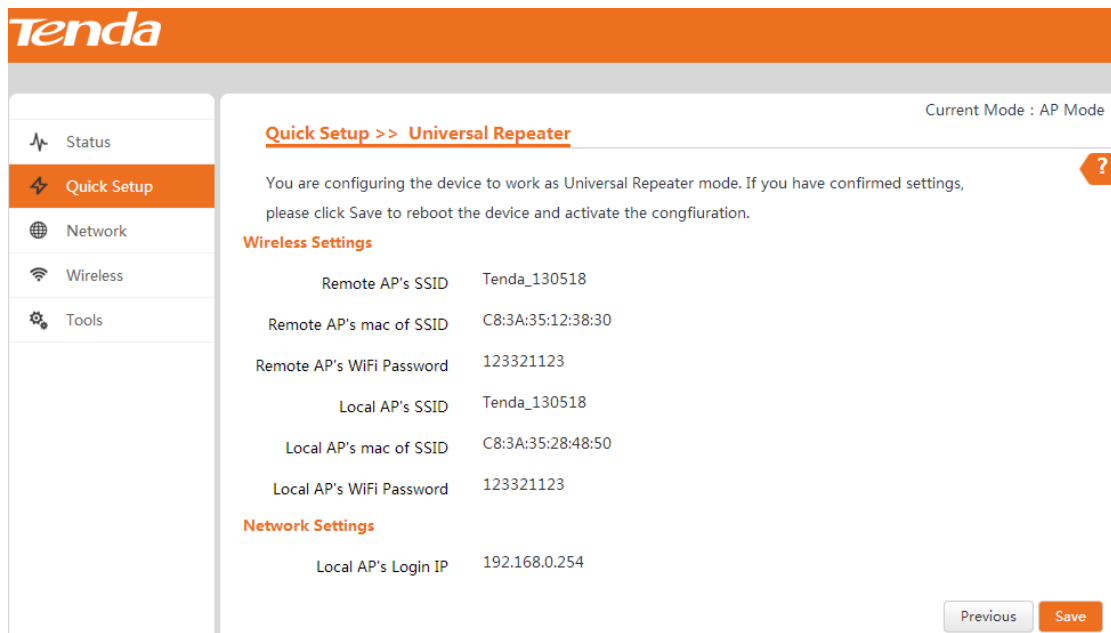 Tenda
Current Mode : AP Mode
Status
Quick Setup
Network
Wireless
Tools
Quick Setup >> Universal Repeater
?
You are configuring the device to work as Universal Repeater mode. If you have confirmed settings,
please click Save to reboot the device and activate the congfiuration.
Wireless Settings
Remote AP's SSID Tenda_130518
Remote AP's mac of SSID C8:3A:35:12:38:30
Remote AP's WiFi Password 123321123
Local AP's SSID Tenda_130518
Local AP's mac of SSID C8:3A:35:28:48:50
Local AP's WiFi Password 123321123
Network Settings
Local AP's Login IP 192.168.0.254
Previous Save